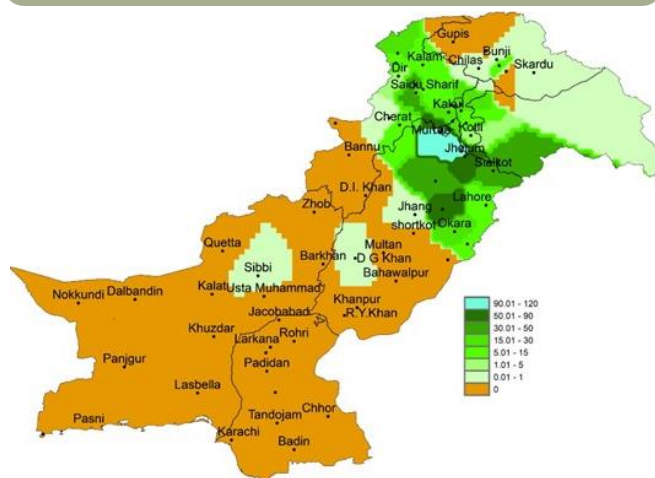 Gupis
Bunji
Kalam
Chilas
Skardu
Dir
Saidu Sharif
Kakul
Cherat
Murree
Kotli
Jhelum
Bannu
Sialkot
D.I. Khan
Zhob
Jhang
Lahore
shortkot
Okara
Quetta
Multan
Sibbi
Barkhan
D G Khan
Bahawalpur
Kalat
Usta Muhammad
Nokkundi
Dalbandin
Khanpur
R.Y.Khan
Jacobabad
Khuzdar
Rohri
Larkana
Panjgur
Padidan
Lasbella
Pasni
Tandojam
Chhor
Karachi
Badin
90.01 - 120
50.01 - 90
30.01 - 50
15.01 - 30
5.01 - 15
1.01 - 5
0.01 - 1
0